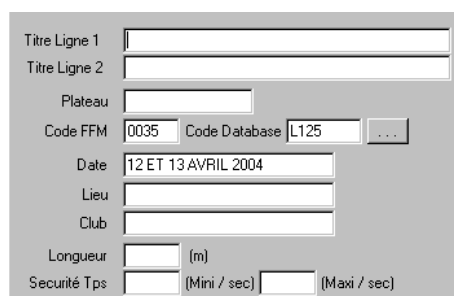 Titre Ligne 1
Titre Ligne 2
Plateau
Code FFM 0035 Code Database L125 ...
Date 12 ET 13 AVRIL 2004
Lieu
Club
Longueur (m)
Securité Tps (Mini / sec) (Maxi / sec)